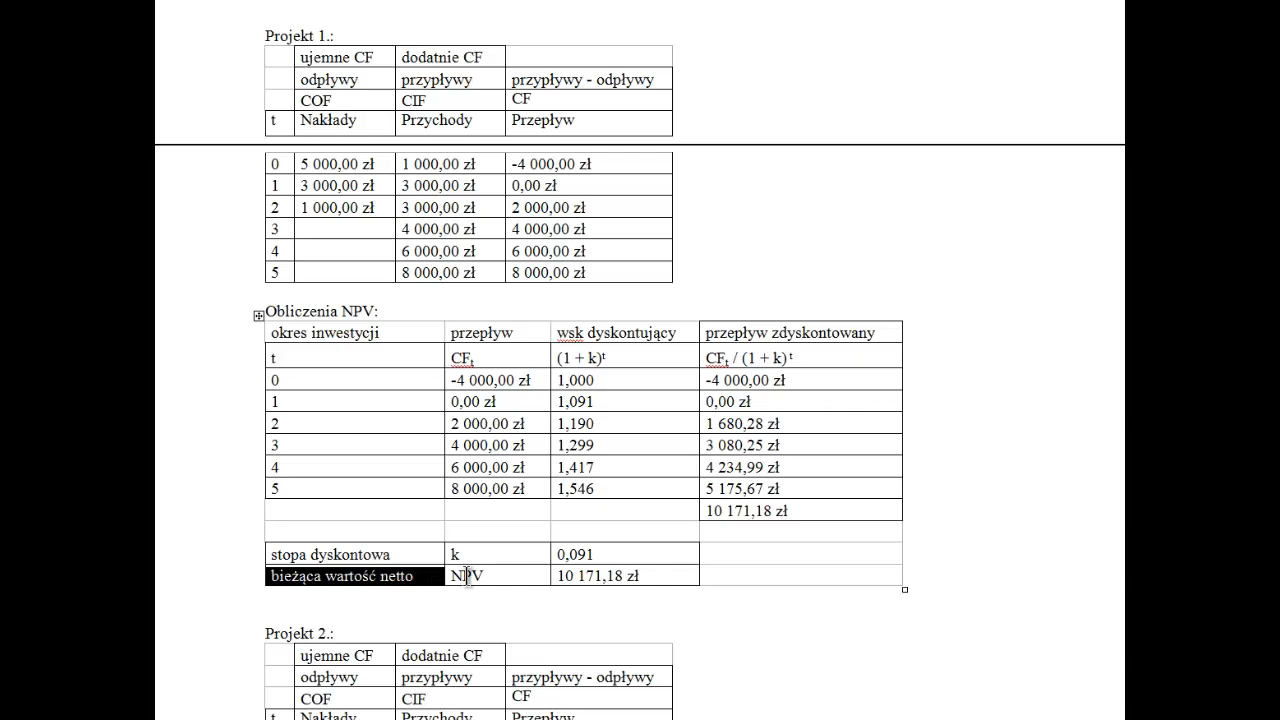 Projekt 1.:
ujemne CF dodatnie CF
odpływy przypływy przypływy - odpływy
COF CIF CF
t Nakłady Przychody Przepływ
0 5 000,00 zł 1 000,00 zł -4 000,00 zł
1 3 000,00 zł 3 000,00 zł 0,00 zł
2 1 000,00 zł 3 000,00 zł 2 000,00 zł
3 4 000,00 zł 4 000,00 zł
4 6 000,00 zł 6 000,00 zł
5 8 000,00 zł 8 000,00 zł
Obliczenia NPV:
okres inwestycji przepływ wsk dyskontujący przepływ zdyskontowany
t CFt (1 + k)t CFt / (1 + k) t
0 -4 000,00 zł 1,000 -4 000,00 zł
1 0,00 zł 1,091 0,00 zł
2 2 000,00 zł 1,190 1 680,28 zł
3 4 000,00 zł 1,299 3 080,25 zł
4 6 000,00 zł 1,417 4 234,99 zł
5 8 000,00 zł 1,546 5 175,67 zł
10 171,18 zł
stopa dyskontowa k 0,091
bieżąca wartość netto NPV 10 171,18 zł
Projekt 2.:
ujemne CF dodatnie CF
odpływy przypływy przypływy - odpływy
COF CIF CF
t Nakłady Przychody Przepływ